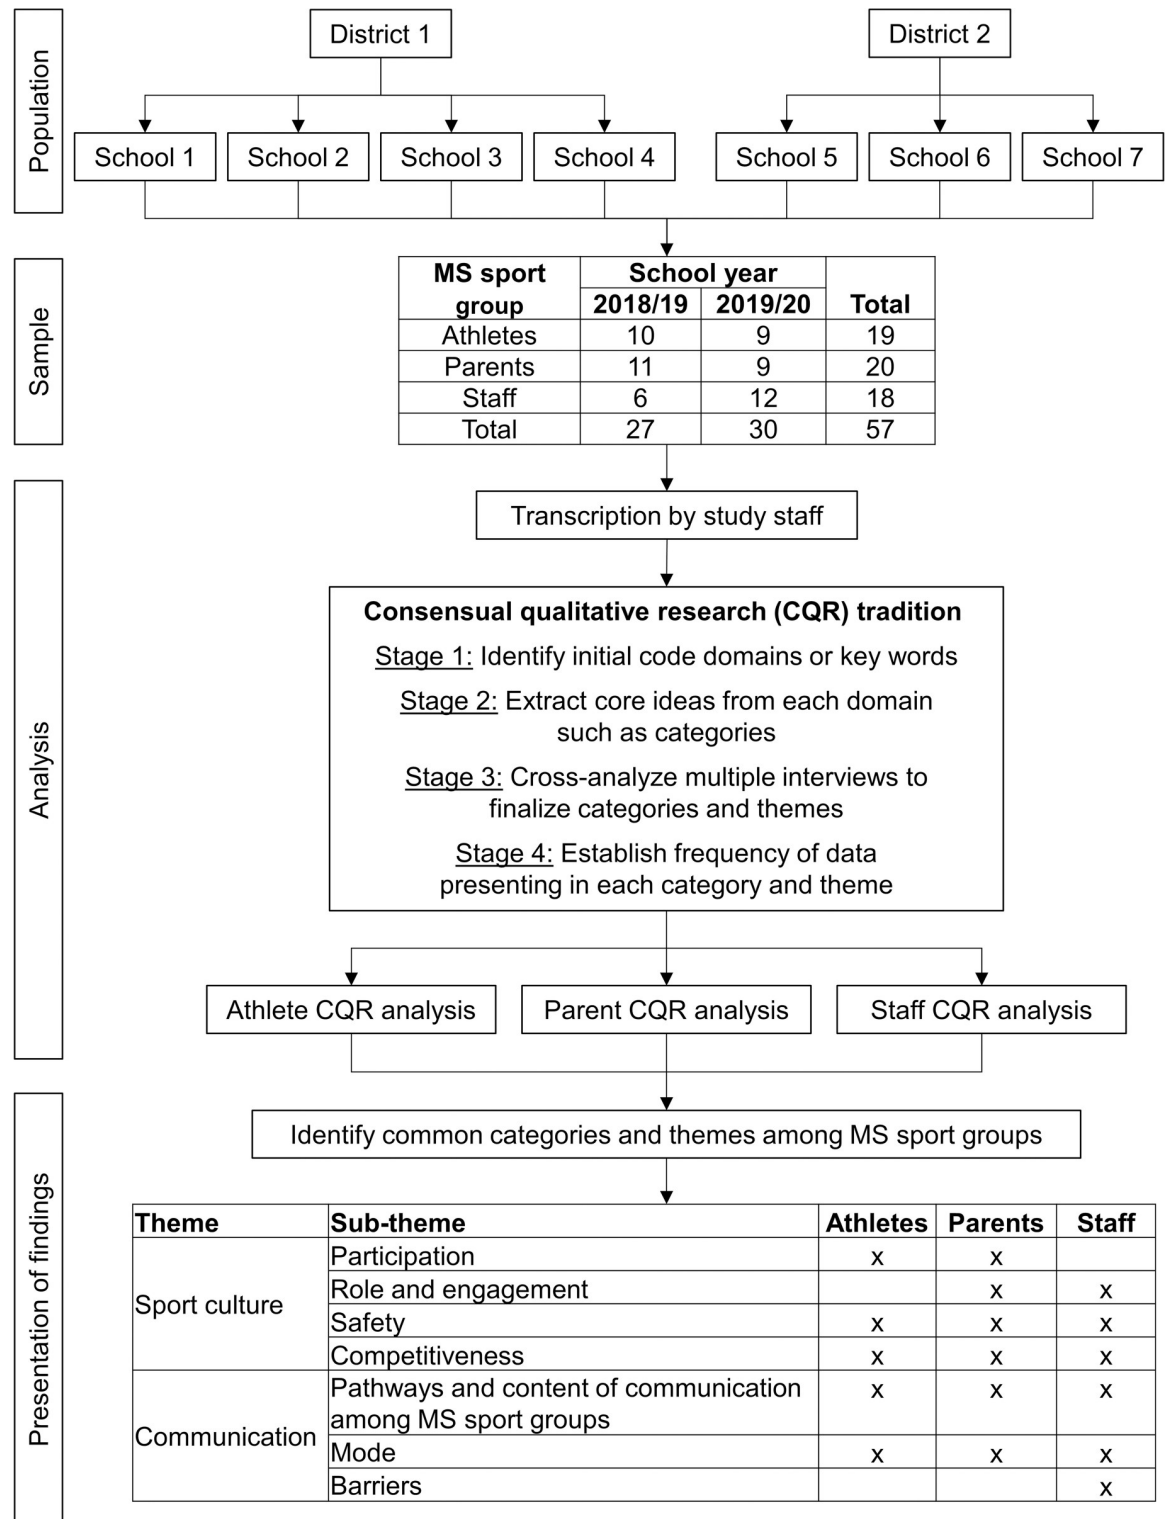 Population
District 1
District 2
School 1
School 2
School 3
School 4
School 5
School 6
School 7
Sample
MS sport group
School year
2018/19
2019/20
Total
Athletes 10 9 19
Parents 11 9 20
Staff 6 12 18
Total 27 30 57
Analysis
Transcription by study staff
Consensual qualitative research (CQR) tradition
Stage 1: Identify initial code domains or key words
Stage 2: Extract core ideas from each domain
such as categories
Stage 3: Cross-analyze multiple interviews to
finalize categories and themes
Stage 4: Establish frequency of data
presenting in each category and theme
Athlete CQR analysis
Parent CQR analysis
Staff CQR analysis
Presentation of findings
Identify common categories and themes among MS sport groups
Theme Sub-theme Athletes Parents Staff
Sport culture
Participation x x
Role and engagement x x
Safety x x x
Competitiveness x x x
Communication
Pathways and content of communication x x x
among MS sport groups
Mode x x x
Barriers x